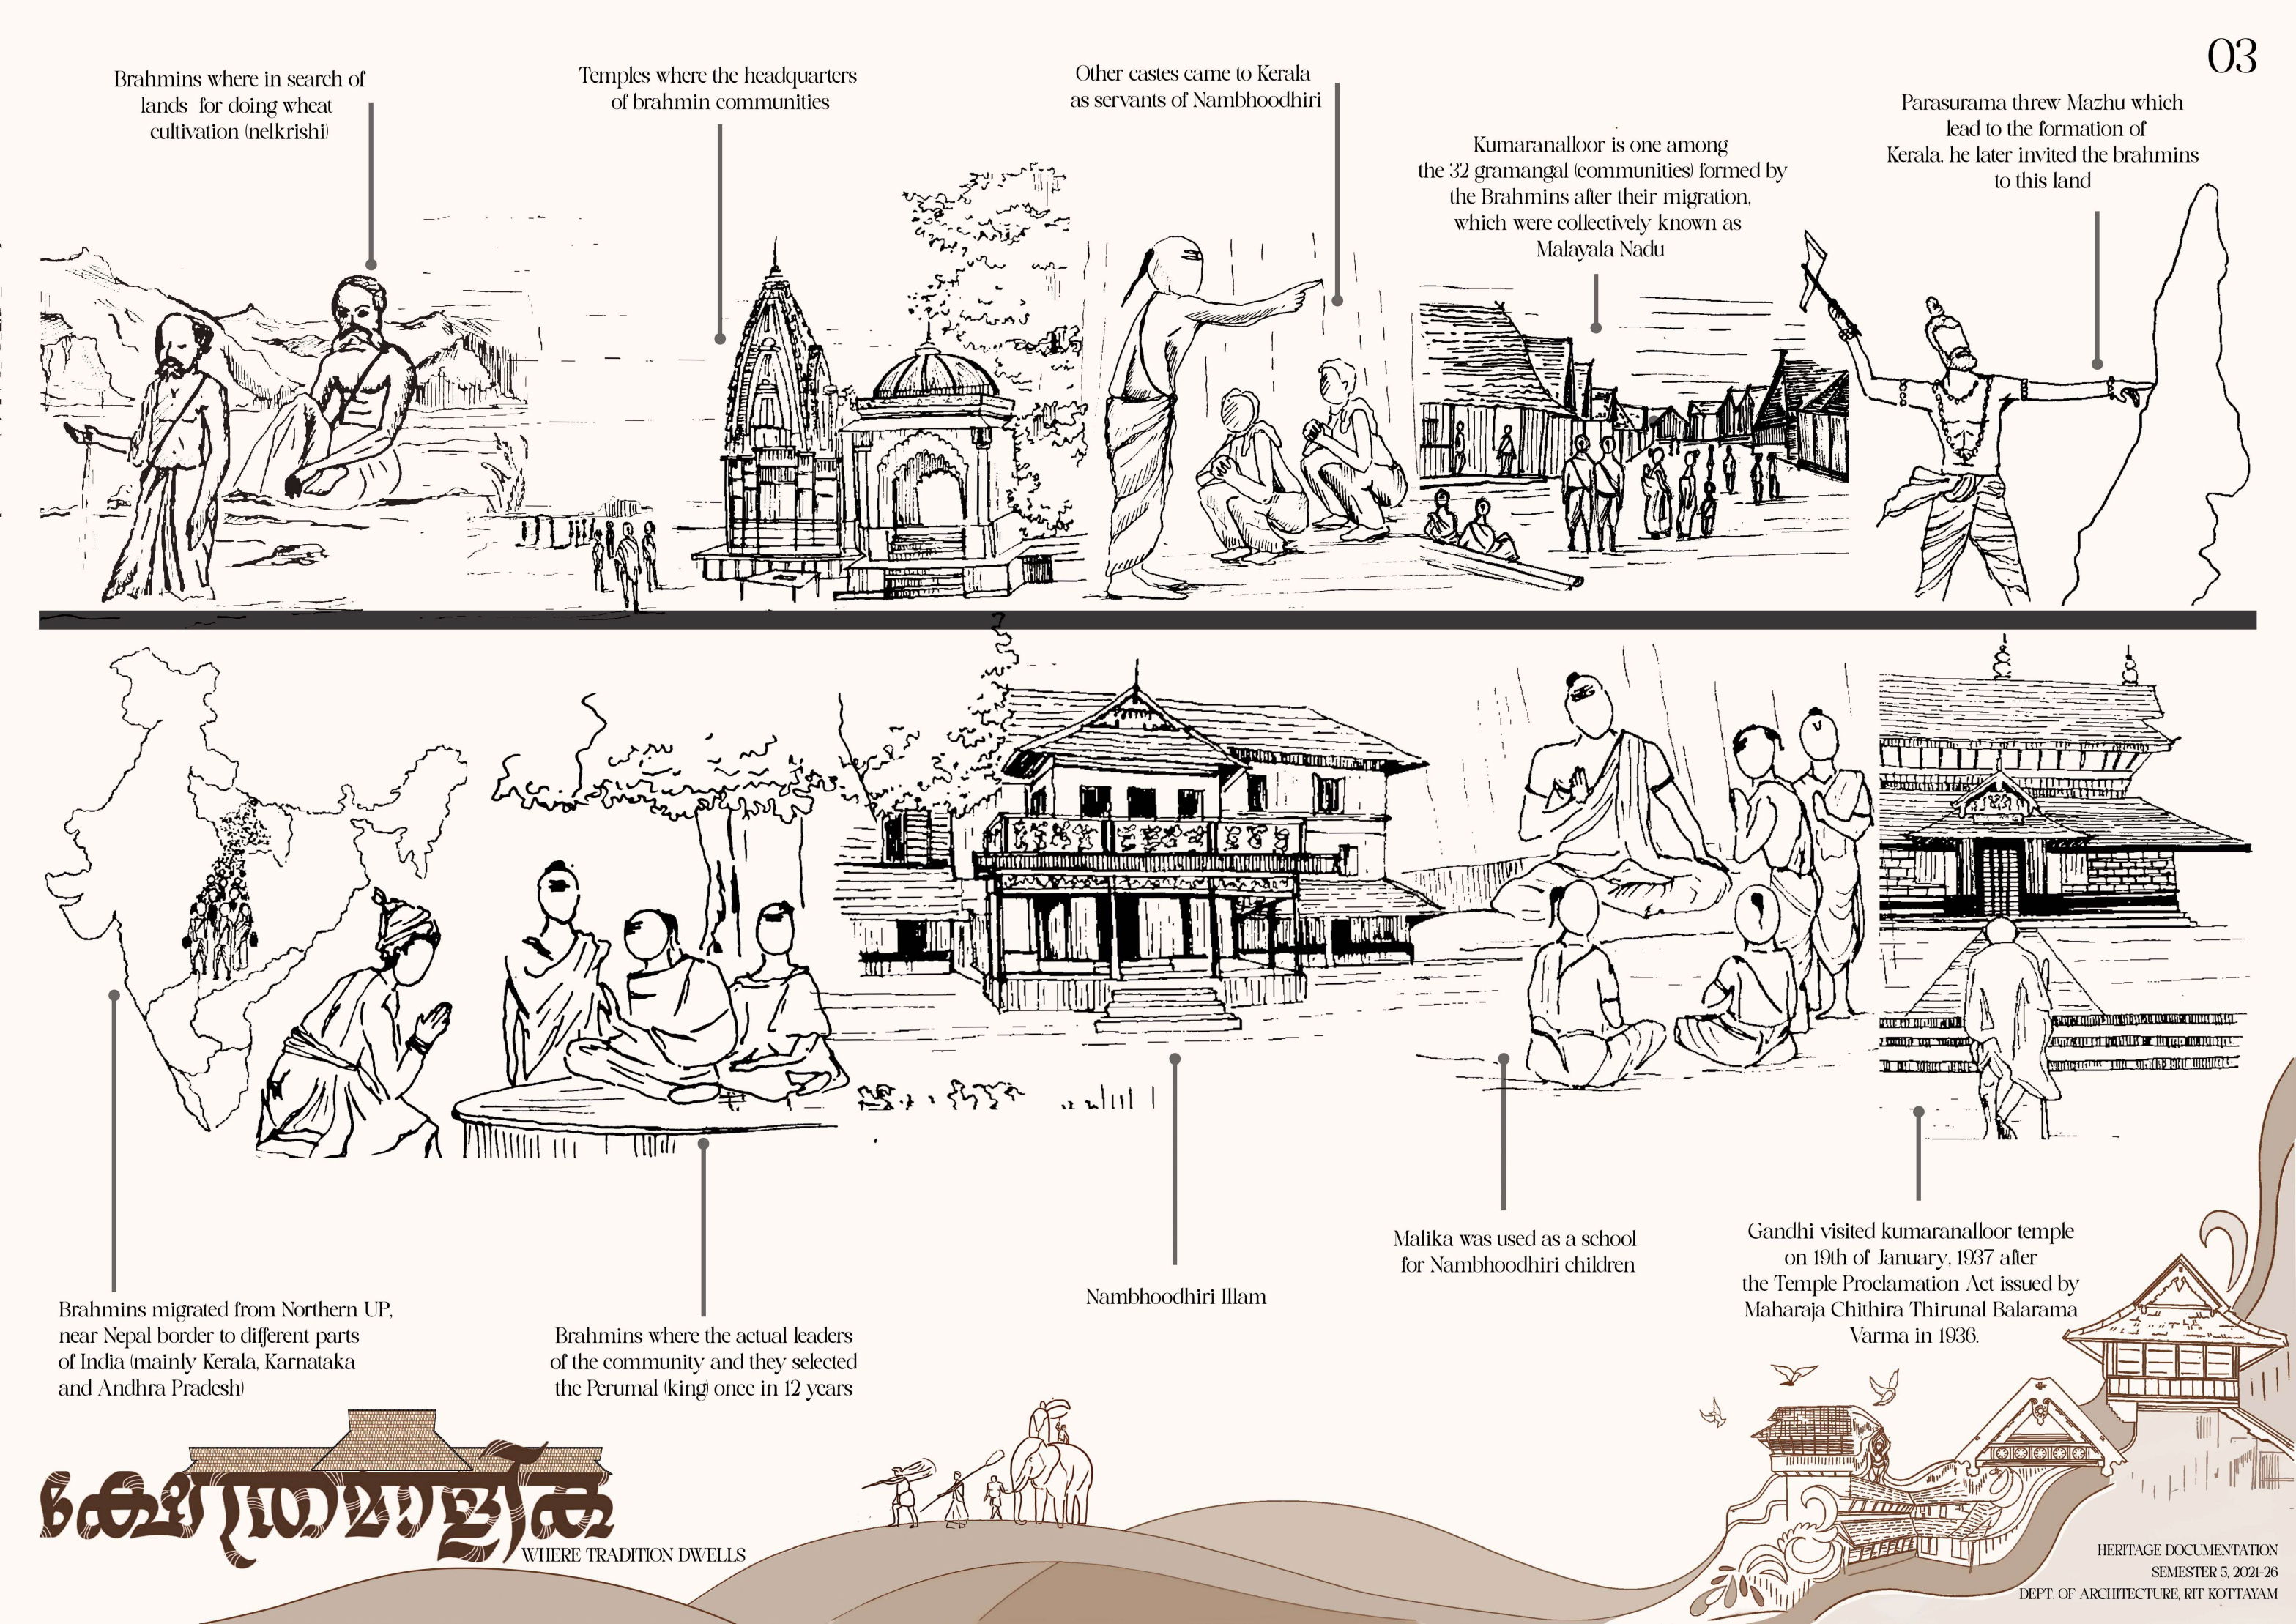 03
Brahmins where in search of
lands for doing wheat
cultivation (nelkrishi)
Temples where the headquarters
of brahmin communities
Other castes came to Kerala
as servants of Nambhoodhiri
Kumaranalloor is one among
the 32 gramangal (communities) formed by
the Brahmins after their migration,
which were collectively known as
Malayala Nadu
Parasurama threw Mazhu which
lead to the formation of
Kerala, he later invited the brahmins
to this land
Brahmins migrated from Northern UP,
near Nepal border to different parts
of India (mainly Kerala, Karnataka
and Andhra Pradesh)
Brahmins where the actual leaders
of the community and they selected
the Perumal (king) once in 12 years
Nambhoodhiri Illam
Malika was used as a school
for Nambhoodhiri children
Gandhi visited kumaranalloor temple
on 19th of January, 1937 after
the Temple Proclamation Act issued by
Maharaja Chithira Thirunal Balarama
Varma in 1936.
ക്ഷേത്രമാളിക
WHERE TRADITION DWELLS
HERITAGE DOCUMENTATION
SEMESTER 5, 2021-26
DEPT. OF ARCHITECTURE, RIT KOTTAYAM